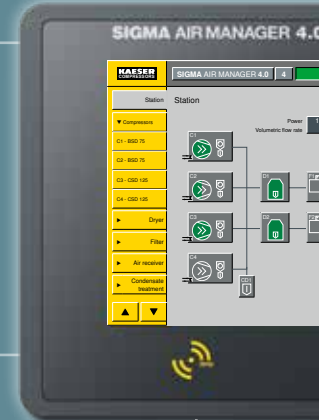 SIGMA AIR MANAGER 4.0
KAESER
COMPRESSORS
SIGMA AIR MANAGER 4.0 4
Station
Station
▼ Compressors
Power 1
Volumetric flow rate
C1 - BSD 75
C2 - BSD 75
C3 - CSD 125
C4 - CSD 125
► Dryer
► Filter
► Air receiver
► Condensate
treatment
▲ ▼
C1
C2
D1
C3
D2
C4
CD1